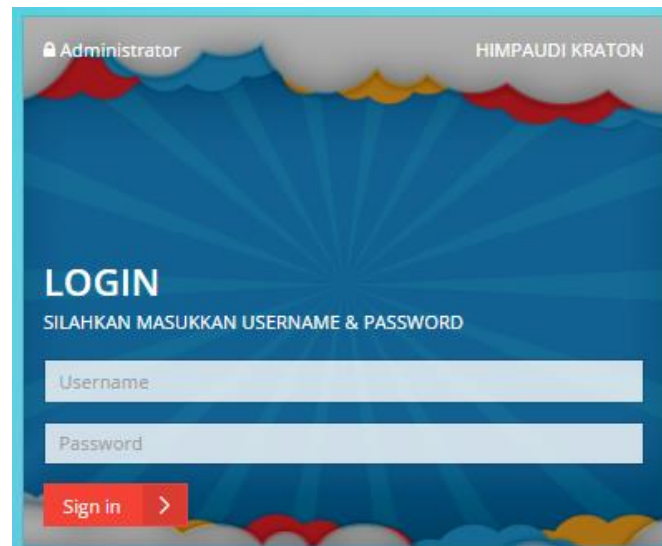 Administrator
HIMPAUDI KRATON
LOGIN
SILAHKAN MASUKKAN USERNAME & PASSWORD
Username
Password
Sign in